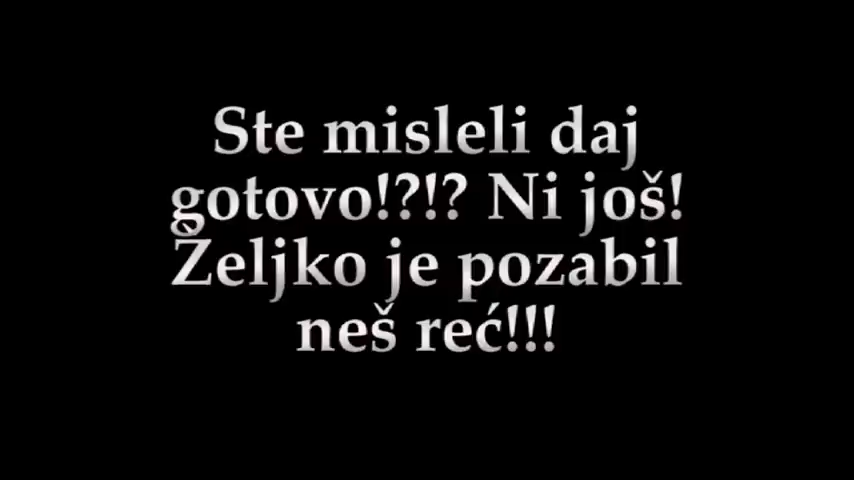 Ste misleli daj
gotovo!?!? Ni još!
Željko je pozabil
neš reć!!!